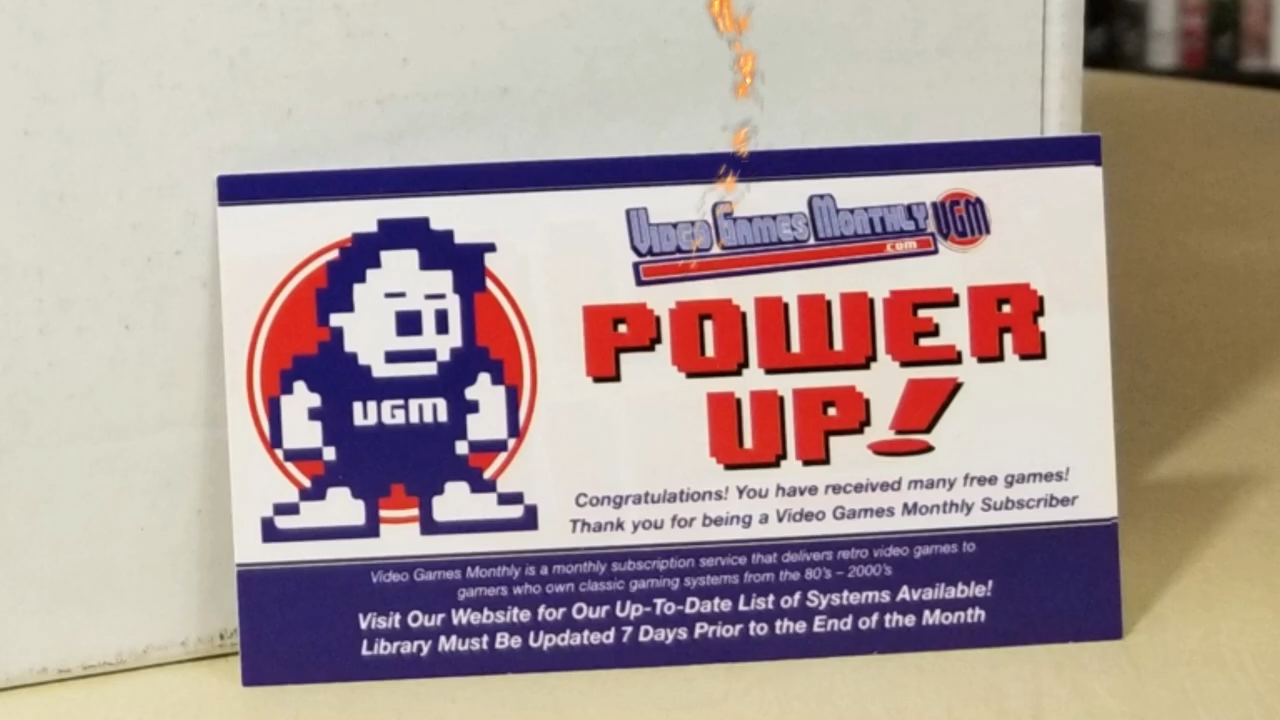 VIDEO GAMES MONTHLY VGM
.com
POWER
UP!
VGM
Congratulations! You have received many free games!
Thank you for being a Video Games Monthly Subscriber
Video Games Monthly is a monthly subscription service that delivers retro video games to
gamers who own classic gaming systems from the 80's – 2000's
Visit Our Website for Our Up-To-Date List of Systems Available!
Library Must Be Updated 7 Days Prior to the End of the Month